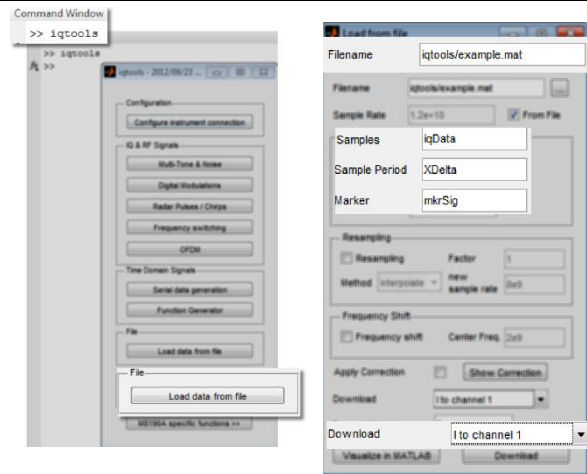 Command Window
>> iqtools
>> iqtools
fx >>
iqtools - 2012/09/23 ...
Configuration
Configure instrument connection
IQ & RF Signals
Multi-Tone & Noise
Digital Modulations
Radar Pulses / Chirps
Frequency switching
OFDM
Time Domain Signals
Serial data generation
Function Generator
File
Load data from file
File
Load data from file
M8190A specific functions >>
Load from file
Filename iqtools/example.mat
Filename iqtools/example.mat ...
Sample Rate 1.2e+10 From File
Samples iqData
Sample Period XDelta
Marker mkrSig
Resampling
Resampling Factor 1
Method interpolate new sample rate 8e9
Frequency Shift
Frequency shift Center Freq. 2e9
Apply Correction Show Correction
Download I to channel 1
Download I to channel 1
Visualize in MATLAB Download